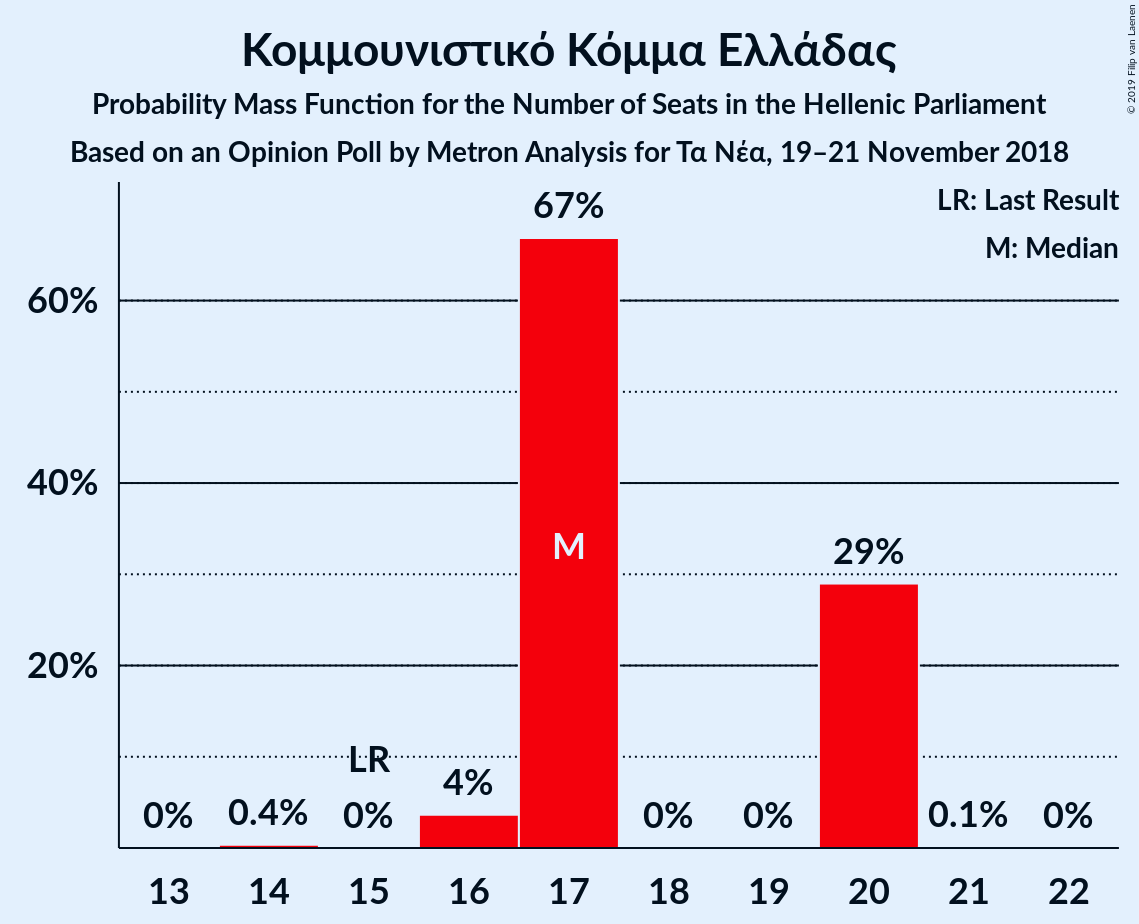 Κομμουνιστικό Κόμμα Ελλάδας
Probability Mass Function for the Number of Seats in the Hellenic Parliament
Based on an Opinion Poll by Metron Analysis for Τα Νέα, 19–21 November 2018
© 2019 Filip van Laenen
LR: Last Result
M: Median
60%
40%
20%
0%
0.4%
LR
0%
4%
67%
M
0%
0%
29%
0.1%
0%
13 14 15 16 17 18 19 20 21 22